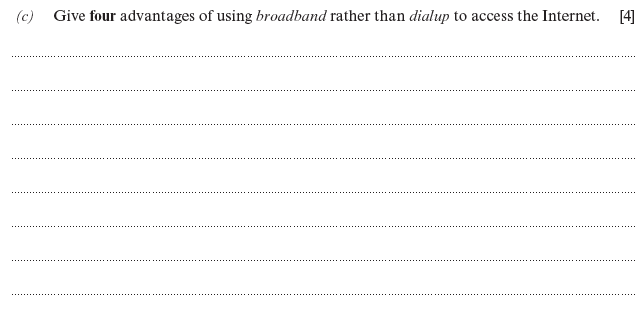 (c) Give four advantages of using broadband rather than dialup to access the Internet. [4]